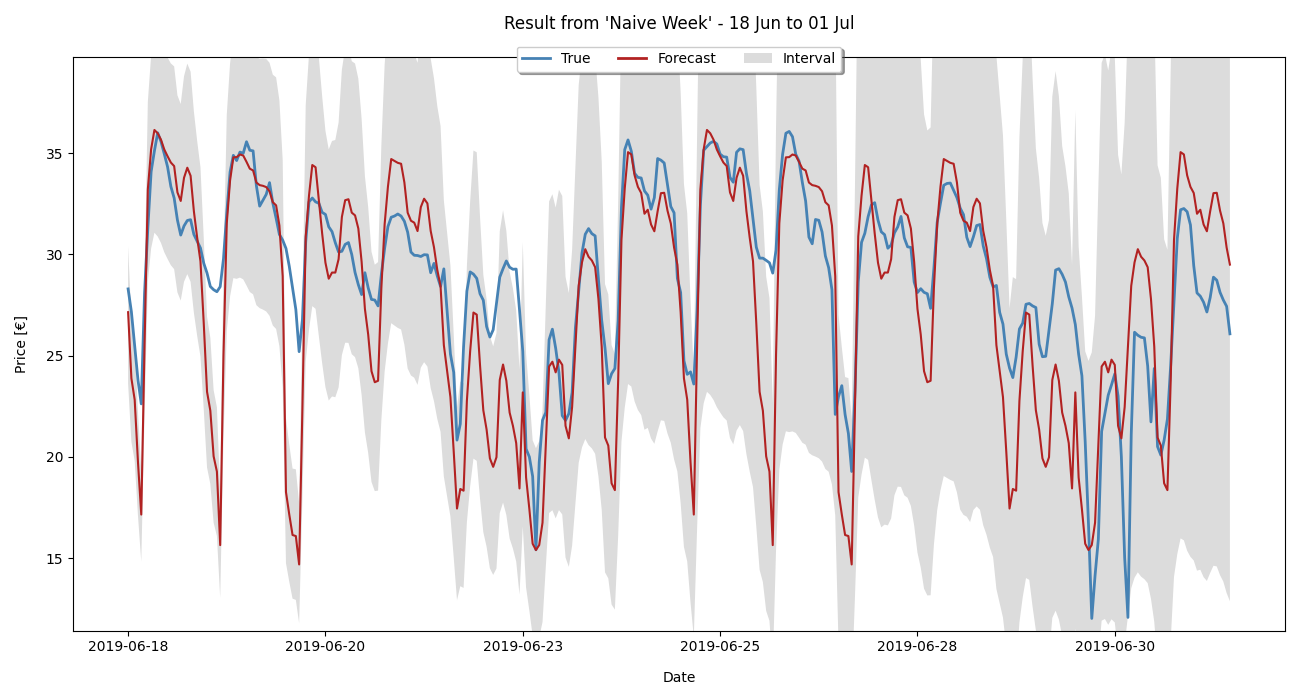 Result from 'Naive Week' - 18 Jun to 01 Jul
True Forecast Interval
35
30
25
20
15
Price [€]
2019-06-18 2019-06-20 2019-06-23 2019-06-25 2019-06-28 2019-06-30
Date